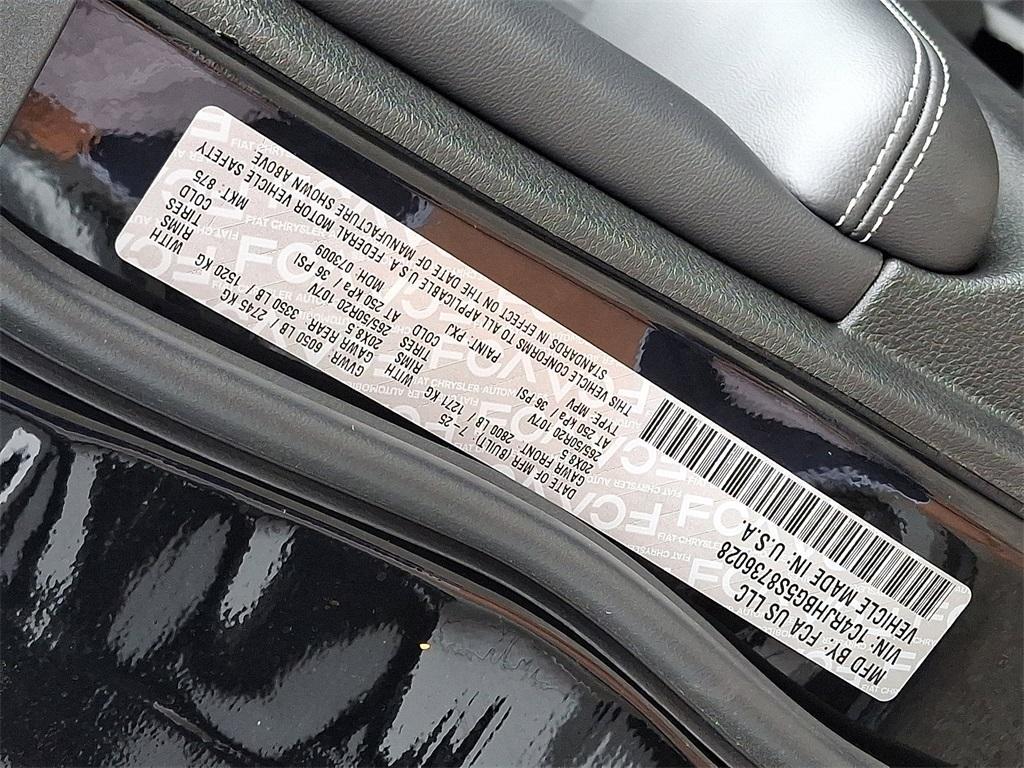 MFD BY: FCA US LLC
DATE OF MFR (BUILT): 7-25
GVWR: 6050 LB / 2745 KG
GAWR FRONT: 2800 LB / 1271 KG
WITH
TIRES
265/50R20 107V
RIMS
20X8.5
COLD
AT 250 kPa / 36 PSI
GAWR REAR: 3350 LB / 1520 KG
WITH
TIRES
265/50R20 107V
RIMS
20X8.5
COLD
AT 250 kPa / 36 PSI
THIS VEHICLE CONFORMS TO ALL APPLICABLE U.S.A. FEDERAL MOTOR VEHICLE SAFETY
STANDARDS IN EFFECT ON THE DATE OF MANUFACTURE SHOWN ABOVE
VIN: 1C4RJHBG5S8736028
TYPE: MPV
PAINT: PXJ
MDH: 073009
MKT: 875
VEHICLE MADE IN: U.S.A
FCA
FIAT CHRYSLER AUTOMOBILES